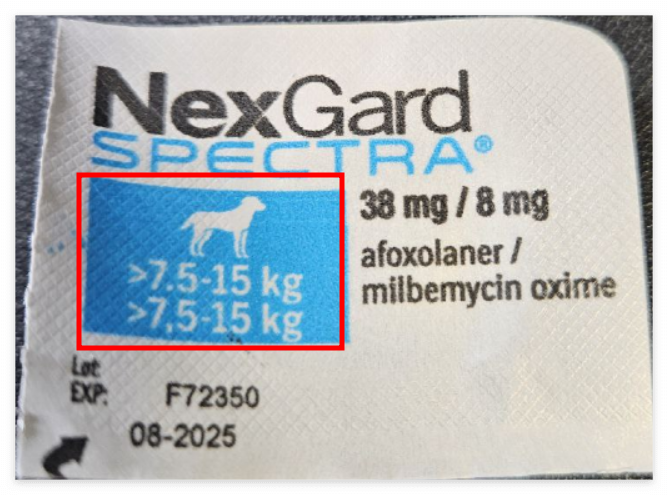 NexGard
SPECTRA®
38 mg / 8 mg
afoxolaner /
milbemycin oxime
>7.5-15 kg
>7,5-15 kg
Lot:
EXP:
F72350
08-2025